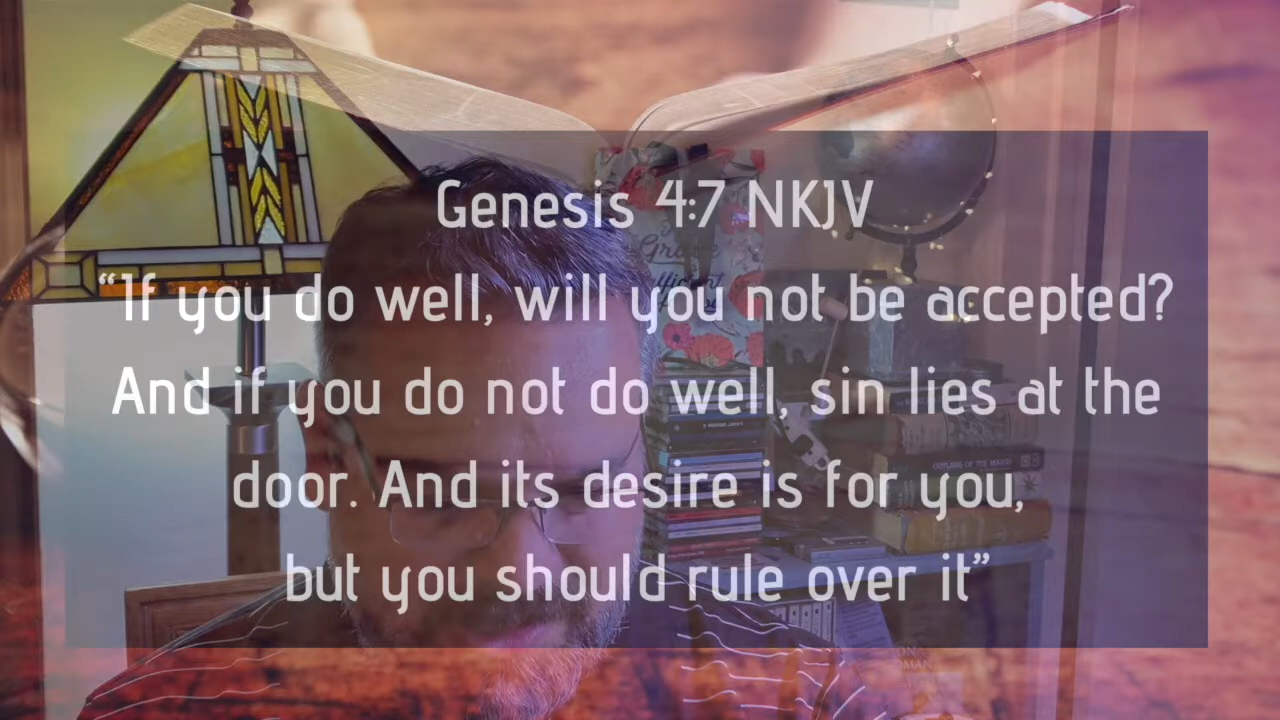 Genesis 4:7 NKJV
“If you do well, will you not be accepted?
And if you do not do well, sin lies at the
door. And its desire is for you,
but you should rule over it”